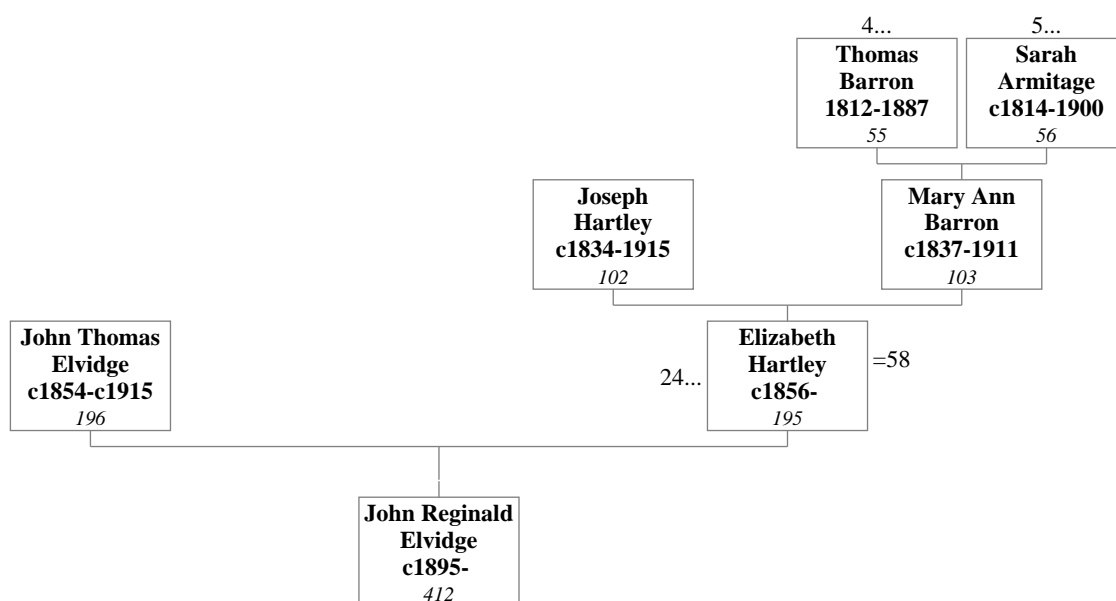 4...
5...
Thomas
Barron
1812-1887
55
Sarah
Armitage
c1814-1900
56
Joseph
Hartley
c1834-1915
102
Mary Ann
Barron
c1837-1911
103
John Thomas
Elvidge
c1854-c1915
196
24...
Elizabeth
Hartley
c1856-
195
=58
John Reginald
Elvidge
c1895-
412